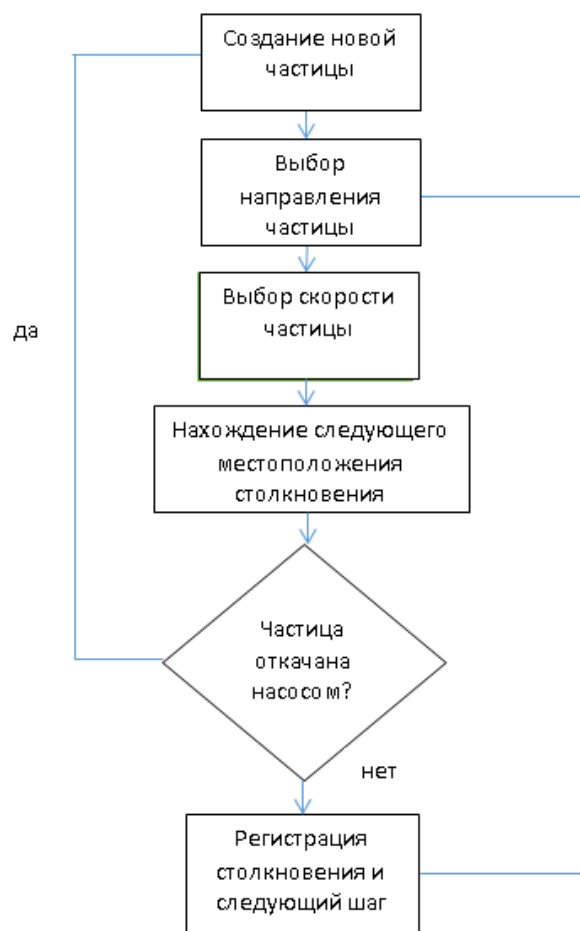 Создание новой
частицы
Выбор
направления
частицы
Выбор скорости
частицы
да
Нахождение следующего
местоположения
столкновения
Частица
откачана
насосом?
нет
Регистрация
столкновения и
следующий шаг